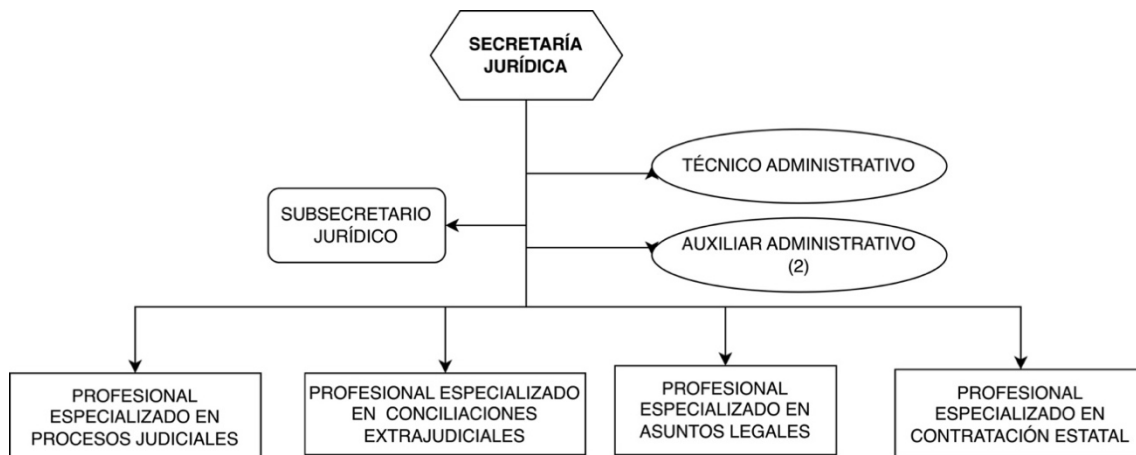 SECRETARÍA
JURÍDICA
TÉCNICO ADMINISTRATIVO
SUBSECRETARIO
JURÍDICO
AUXILIAR ADMINISTRATIVO
(2)
PROFESIONAL
ESPECIALIZADO EN
PROCESOS JUDICIALES
PROFESIONAL ESPECIALIZADO
EN CONCILIACIONES
EXTRAJUDICIALES
PROFESIONAL
ESPECIALIZADO EN
ASUNTOS LEGALES
PROFESIONAL
ESPECIALIZADO EN
CONTRATACIÓN ESTATAL